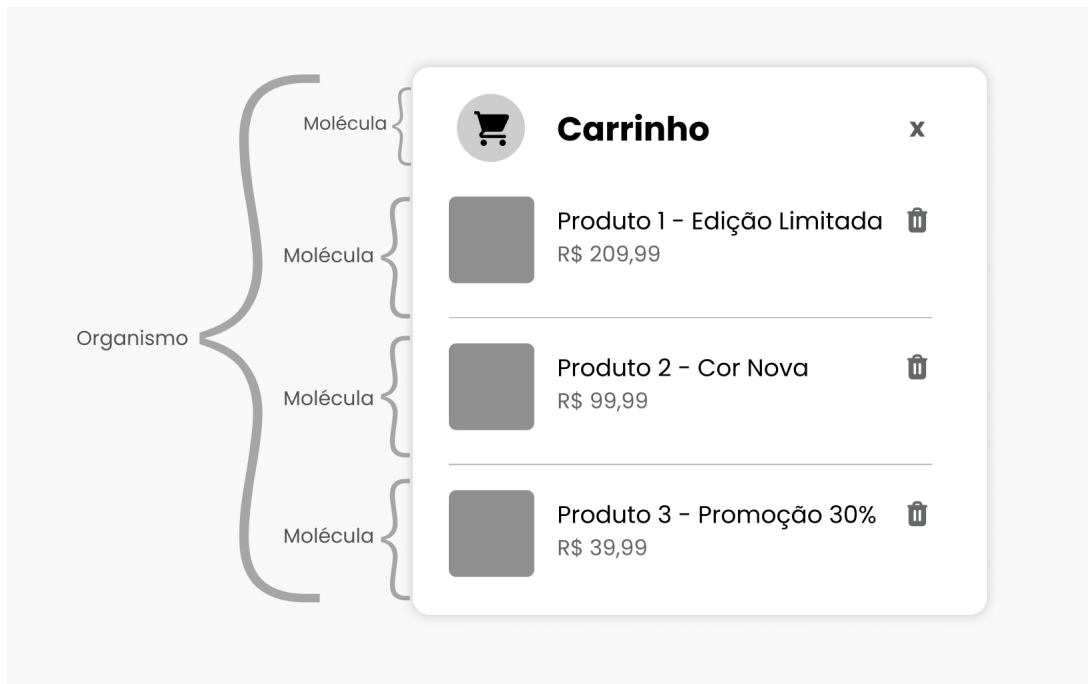 Molécula
Carrinho
x
Produto 1 - Edição Limitada
R$ 209,99
Molécula
Organismo
Produto 2 - Cor Nova
R$ 99,99
Molécula
Produto 3 - Promoção 30%
R$ 39,99
Molécula